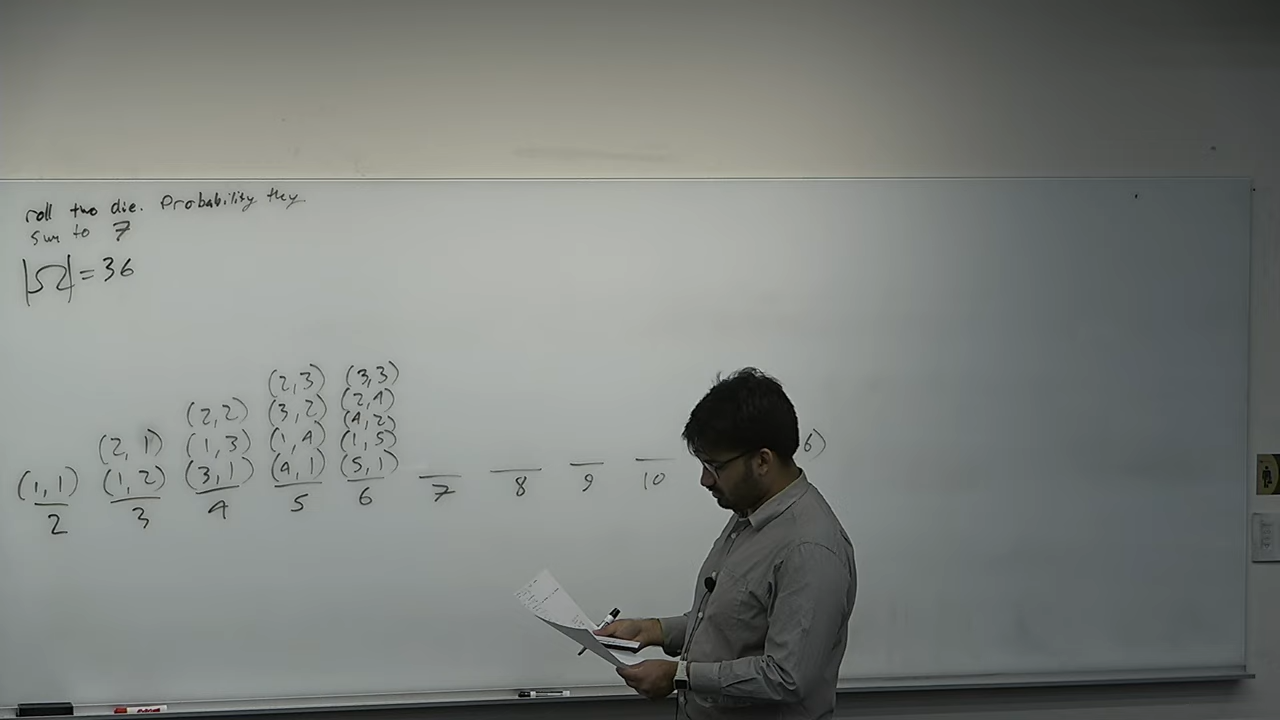 roll two die. Probability they
sum to 7
|Ω| = 36
(2,3) (3,3)
(2,2) (3,2) (2,4)
(4,2)
(2,1) (1,3) (1,4) (1,5)
(1,1) (1,2) (3,1) (4,1) (5,1) 6)
2 3 4 5 6 7 8 9 10